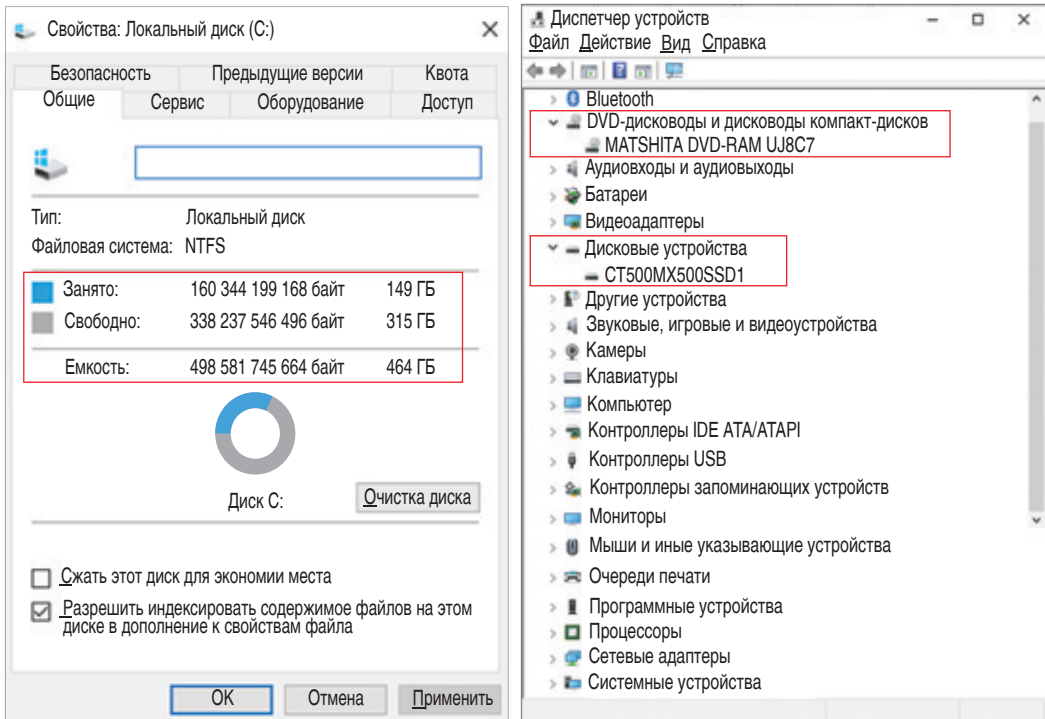 Свойства: Локальный диск (C:)
Безопасность Предыдущие версии Квота
Общие Сервис Оборудование Доступ
Тип: Локальный диск
Файловая система: NTFS
Занято: 160 344 199 168 байт 149 ГБ
Свободно: 338 237 546 496 байт 315 ГБ
Емкость: 498 581 745 664 байт 464 ГБ
Диск C: Очистка диска
Сжать этот диск для экономии места
Разрешить индексировать содержимое файлов на этом
диске в дополнение к свойствам файла
OK Отмена Применить
Диспетчер устройств
Файл Действие Вид Справка
Bluetooth
DVD-дисководы и дисководы компакт-дисков
MATSHITA DVD-RAM UJ8C7
Аудиовходы и аудиовыходы
Батареи
Видеоадаптеры
Дисковые устройства
CT500MX500SSD1
Другие устройства
Звуковые, игровые и видеоустройства
Камеры
Клавиатуры
Компьютер
Контроллеры IDE ATA/ATAPI
Контроллеры USB
Контроллеры запоминающих устройств
Мониторы
Мыши и иные указывающие устройства
Очереди печати
Программные устройства
Процессоры
Сетевые адаптеры
Системные устройства